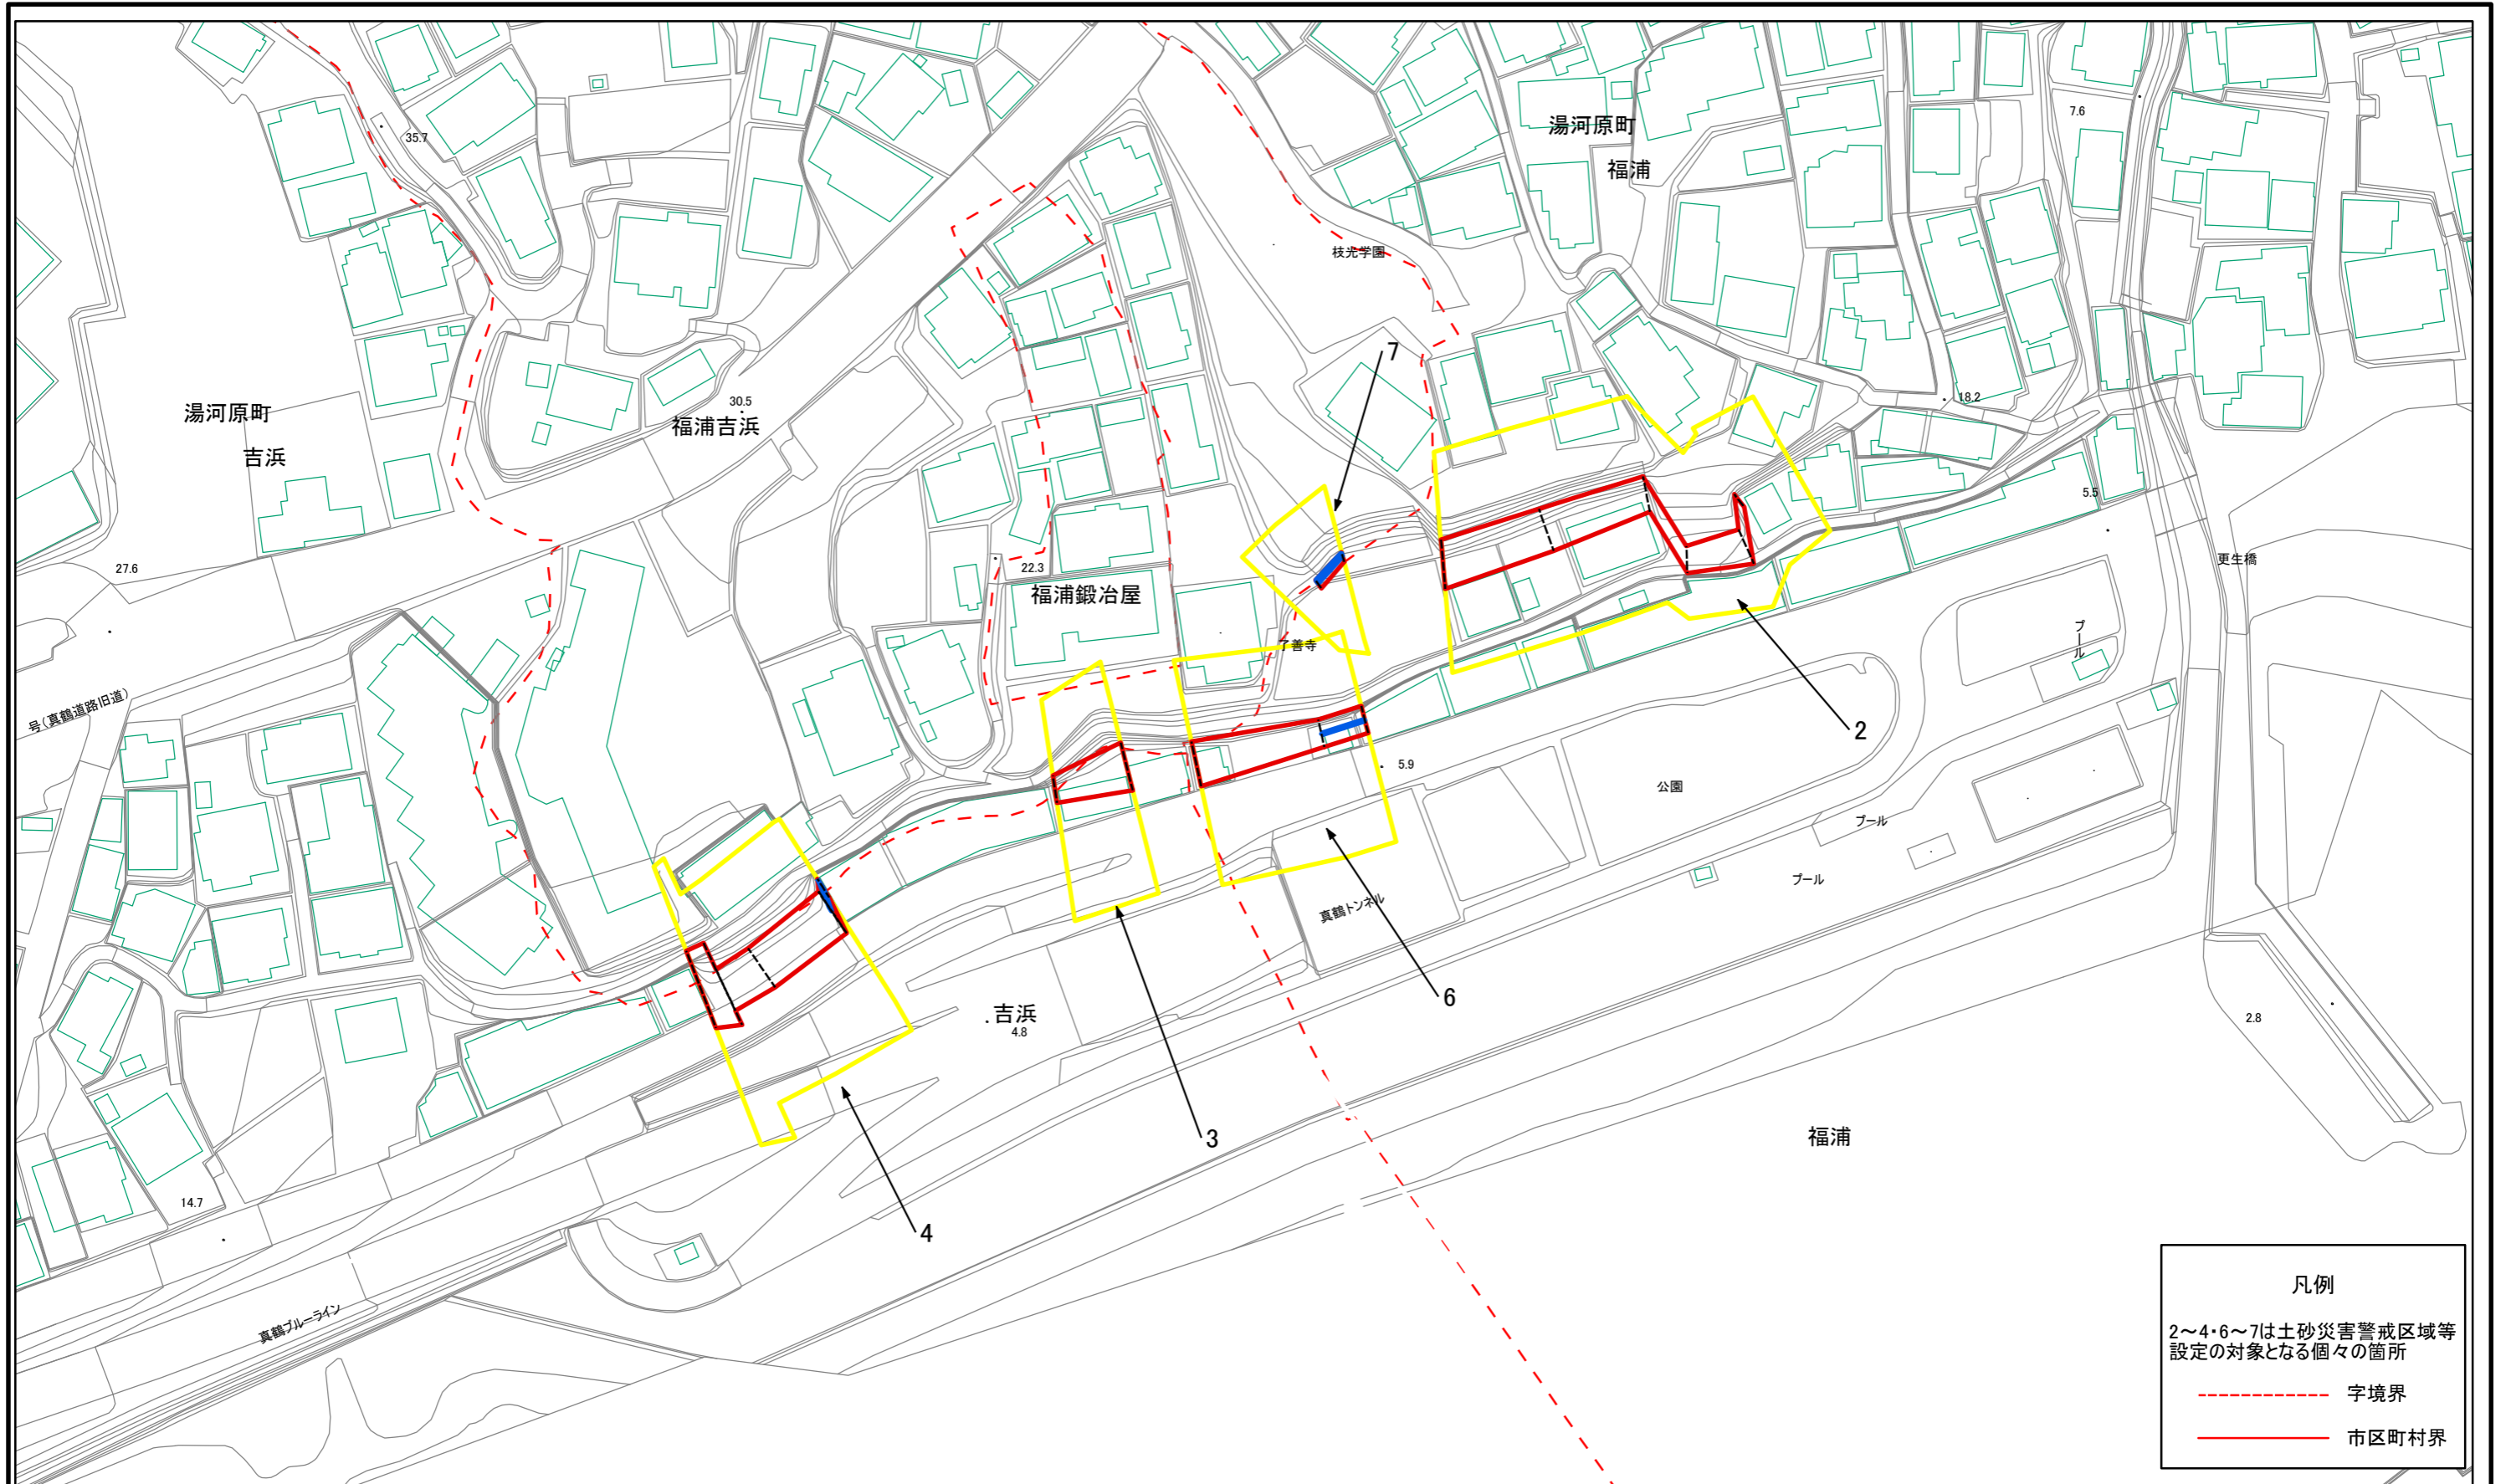 35.7
湯河原町
福浦
7.6
枝光学園
7
湯河原町
吉浜
30.5
福浦吉浜
18.2
5.5
更生橋
27.6
22.3
福浦鍛冶屋
了善寺
プール
2
号(真鶴道路旧道)
5.9
公園
プール
プール
真鶴トンネル
6
吉浜
4.8
2.8
3
福浦
14.7
4
真鶴ブルーライン
凡例
2～4・6～7は土砂災害警戒区域等
設定の対象となる個々の箇所
字境界
市区町村界